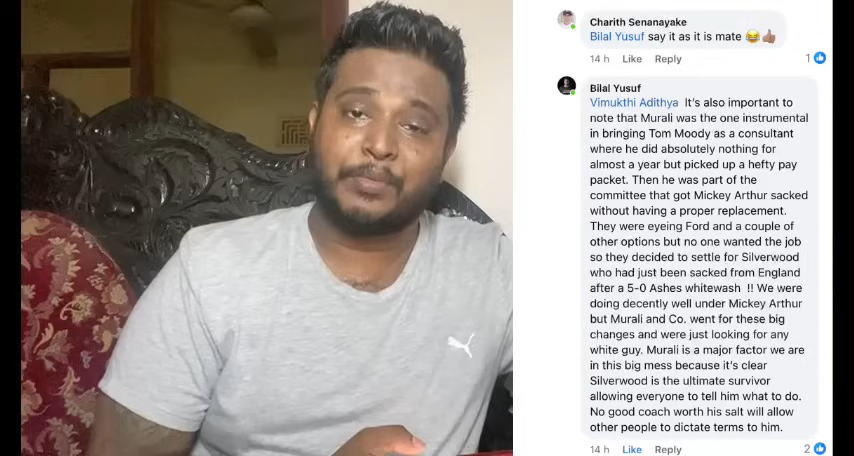 Charith Senanayake
Bilal Yusuf say it as it is mate 😂👍🏽
14 h Like Reply 1
Bilal Yusuf
Vimukthi Adithya It's also important to
note that Murali was the one instrumental
in bringing Tom Moody as a consultant
where he did absolutely nothing for
almost a year but picked up a hefty pay
packet. Then he was part of the
committee that got Mickey Arthur sacked
without having a proper replacement.
They were eyeing Ford and a couple of
other options but no one wanted the job
so they decided to settle for Silverwood
who had just been sacked from England
after a 5-0 Ashes whitewash !! We were
doing decently well under Mickey Arthur
but Murali and Co. went for these big
changes and were just looking for any
white guy. Murali is a major factor we are
in this big mess because it's clear
Silverwood is the ultimate survivor
allowing everyone to tell him what to do.
No good coach worth his salt will allow
other people to dictate terms to him.
14 h Like Reply 2